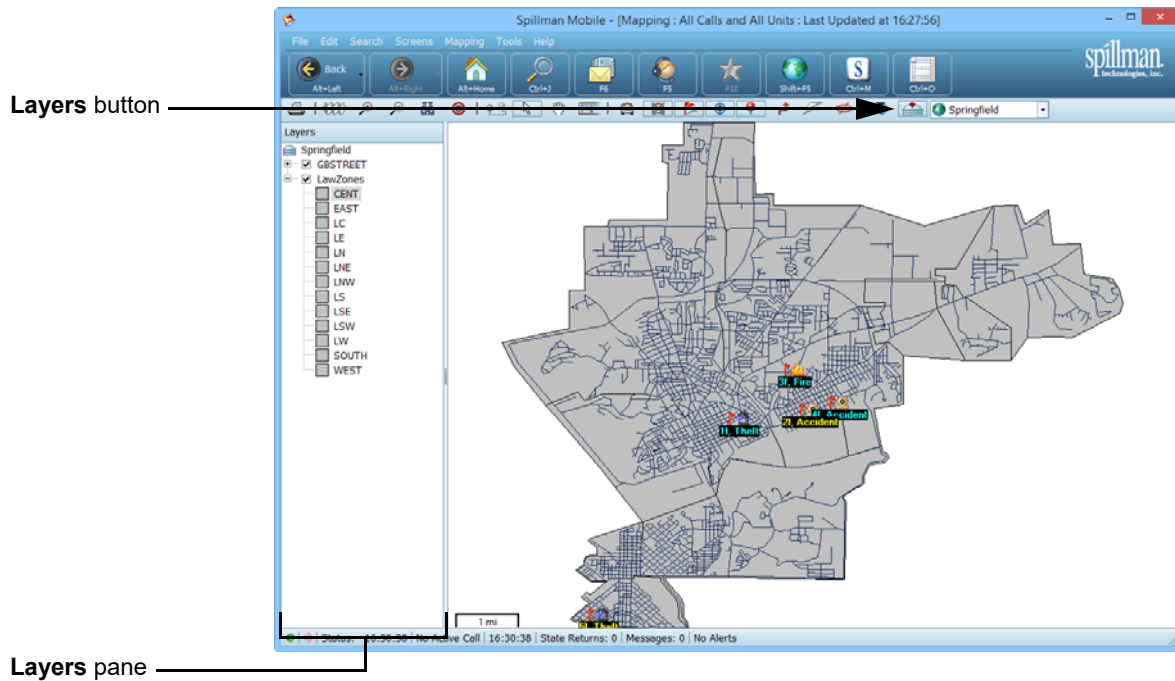 Spillman Mobile - [Mapping : All Calls and All Units : Last Updated at 16:27:56]
File Edit Search Screens Mapping Tools Help
Back
Alt+Left
Alt+Right
Alt+Home
Ctrl+J
F6
F5
F10
Shift+F5
Ctrl+M
Ctrl+O
S
spillman
technologies, inc.
Layers button
Springfield
Layers
Springfield
GBSTREET
LawZones
CENT
EAST
LC
LE
LN
LNE
LNW
LS
LSE
LSW
LW
SOUTH
WEST
3f, Fire
4l, Accident
2l, Accident
1l, Theft
5l, Theft
1 mi
Status: 16:30:38 No Active Call 16:30:38 State Returns: 0 Messages: 0 No Alerts
Layers pane